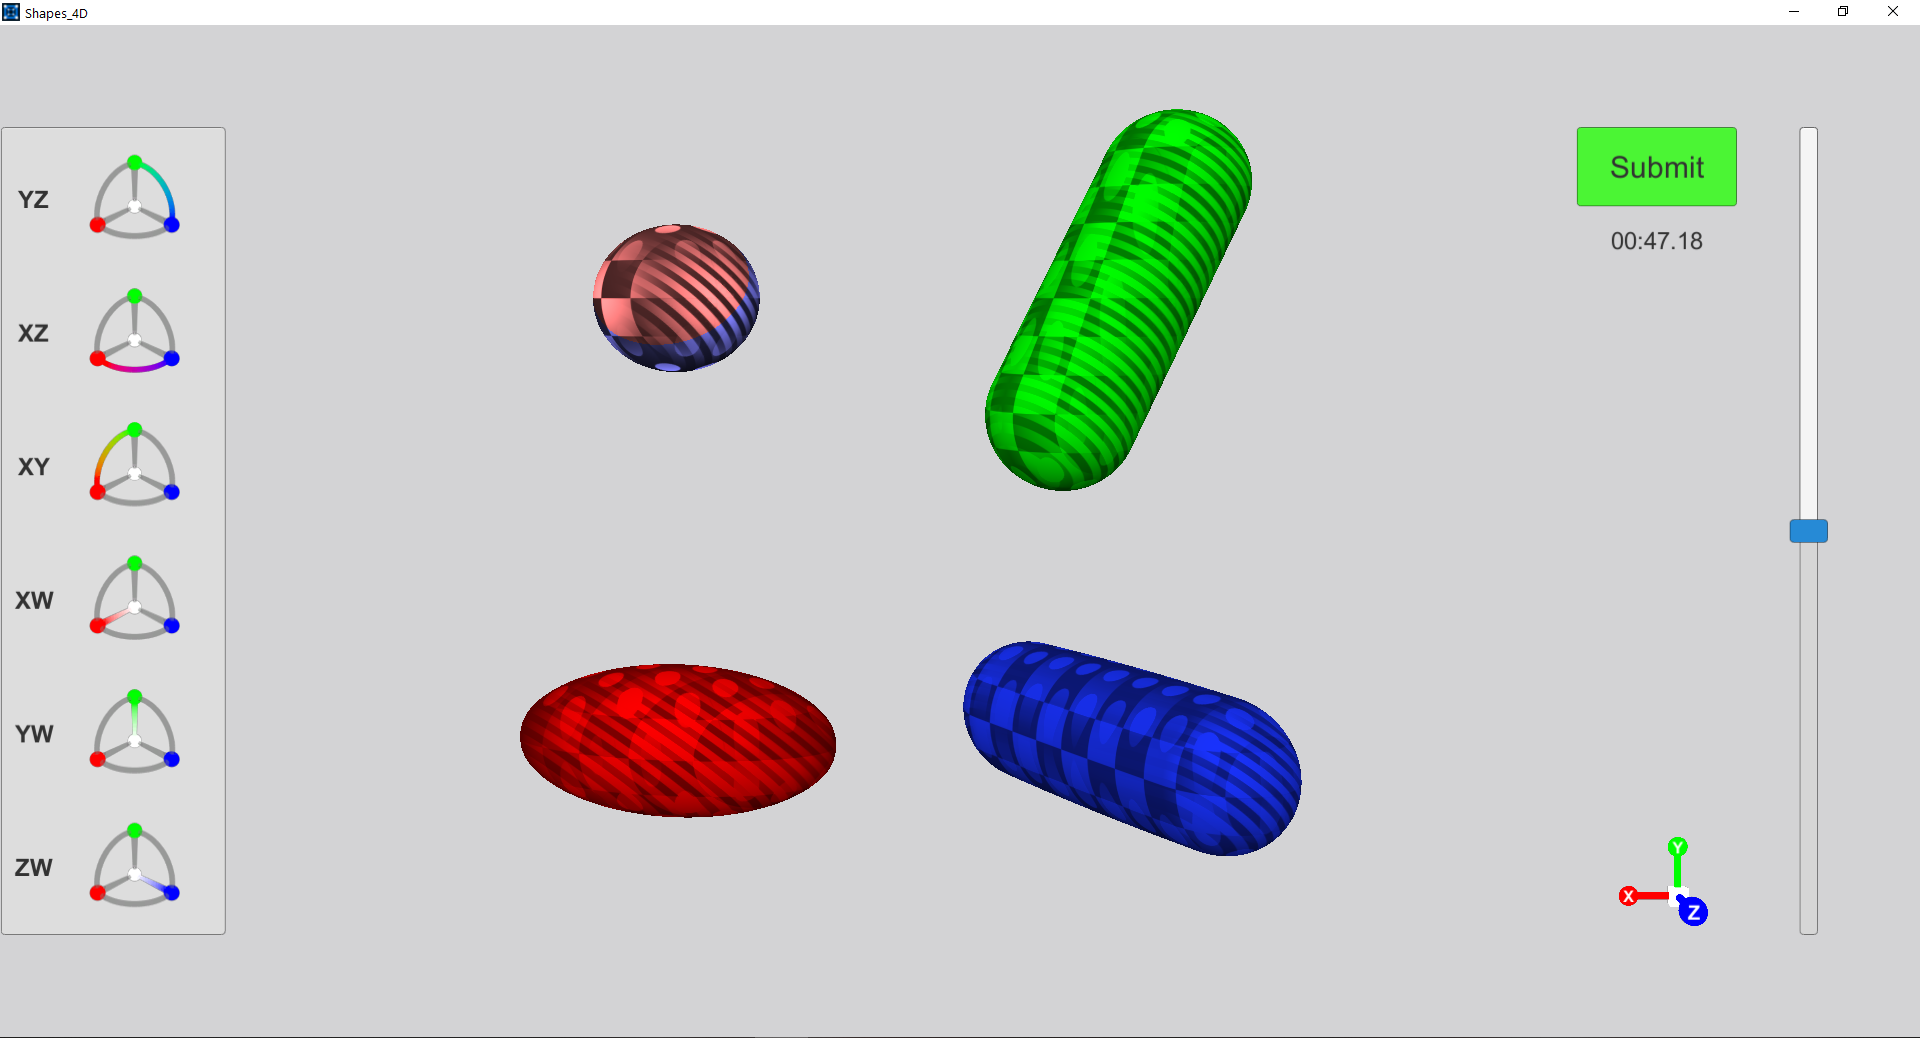 Shapes_4D
YZ
XZ
XY
XW
YW
ZW
Submit
00:47.18
Y
X
Z